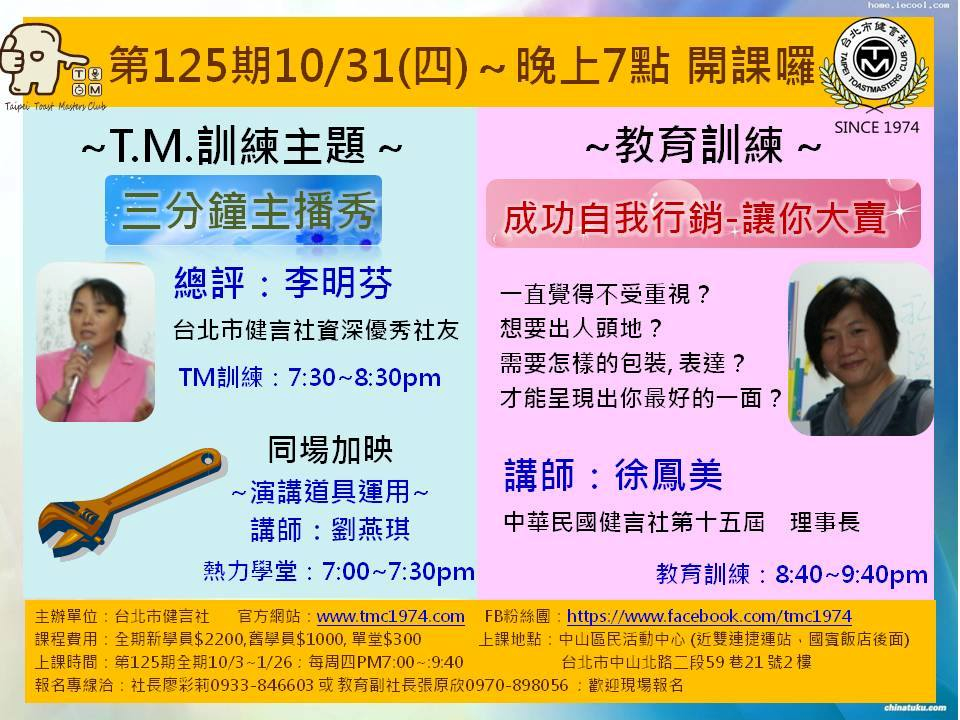 home.iecool.com
第125期10/31(四)～晚上7點 開課囉
Taipei Toast Masters Club
台北市健言社
TM
TAIPEI TOASTMASTERS CLUB
SINCE 1974
~T.M.訓練主題 ~
三分鐘主播秀
總評：李明芬
台北市健言社資深優秀社友
TM訓練：7:30~8:30pm
同場加映
~演講道具運用~
講師：劉燕琪
熱力學堂：7:00~7:30pm
~教育訓練 ~
成功自我行銷-讓你大賣
一直覺得不受重視？
想要出人頭地？
需要怎樣的包裝, 表達？
才能呈現出你最好的一面？
講師：徐鳳美
中華民國健言社第十五屆　理事長
教育訓練：8:40~9:40pm
主辦單位：台北市健言社　官方網站：www.tmc1974.com　FB粉絲團：https://www.facebook.com/tmc1974
課程費用：全期新學員$2200,舊學員$1000, 單堂$300　上課地點：中山區民活動中心 (近雙連捷運站，國賓飯店後面)
上課時間：第125期全期10/3~1/26：每周四PM7:00~:9:40　台北市中山北路二段59 巷21 號2 樓
報名專線洽：社長廖彩莉0933-846603 或 教育副社長張原欣0970-898056 ；歡迎現場報名
chinatuku.com